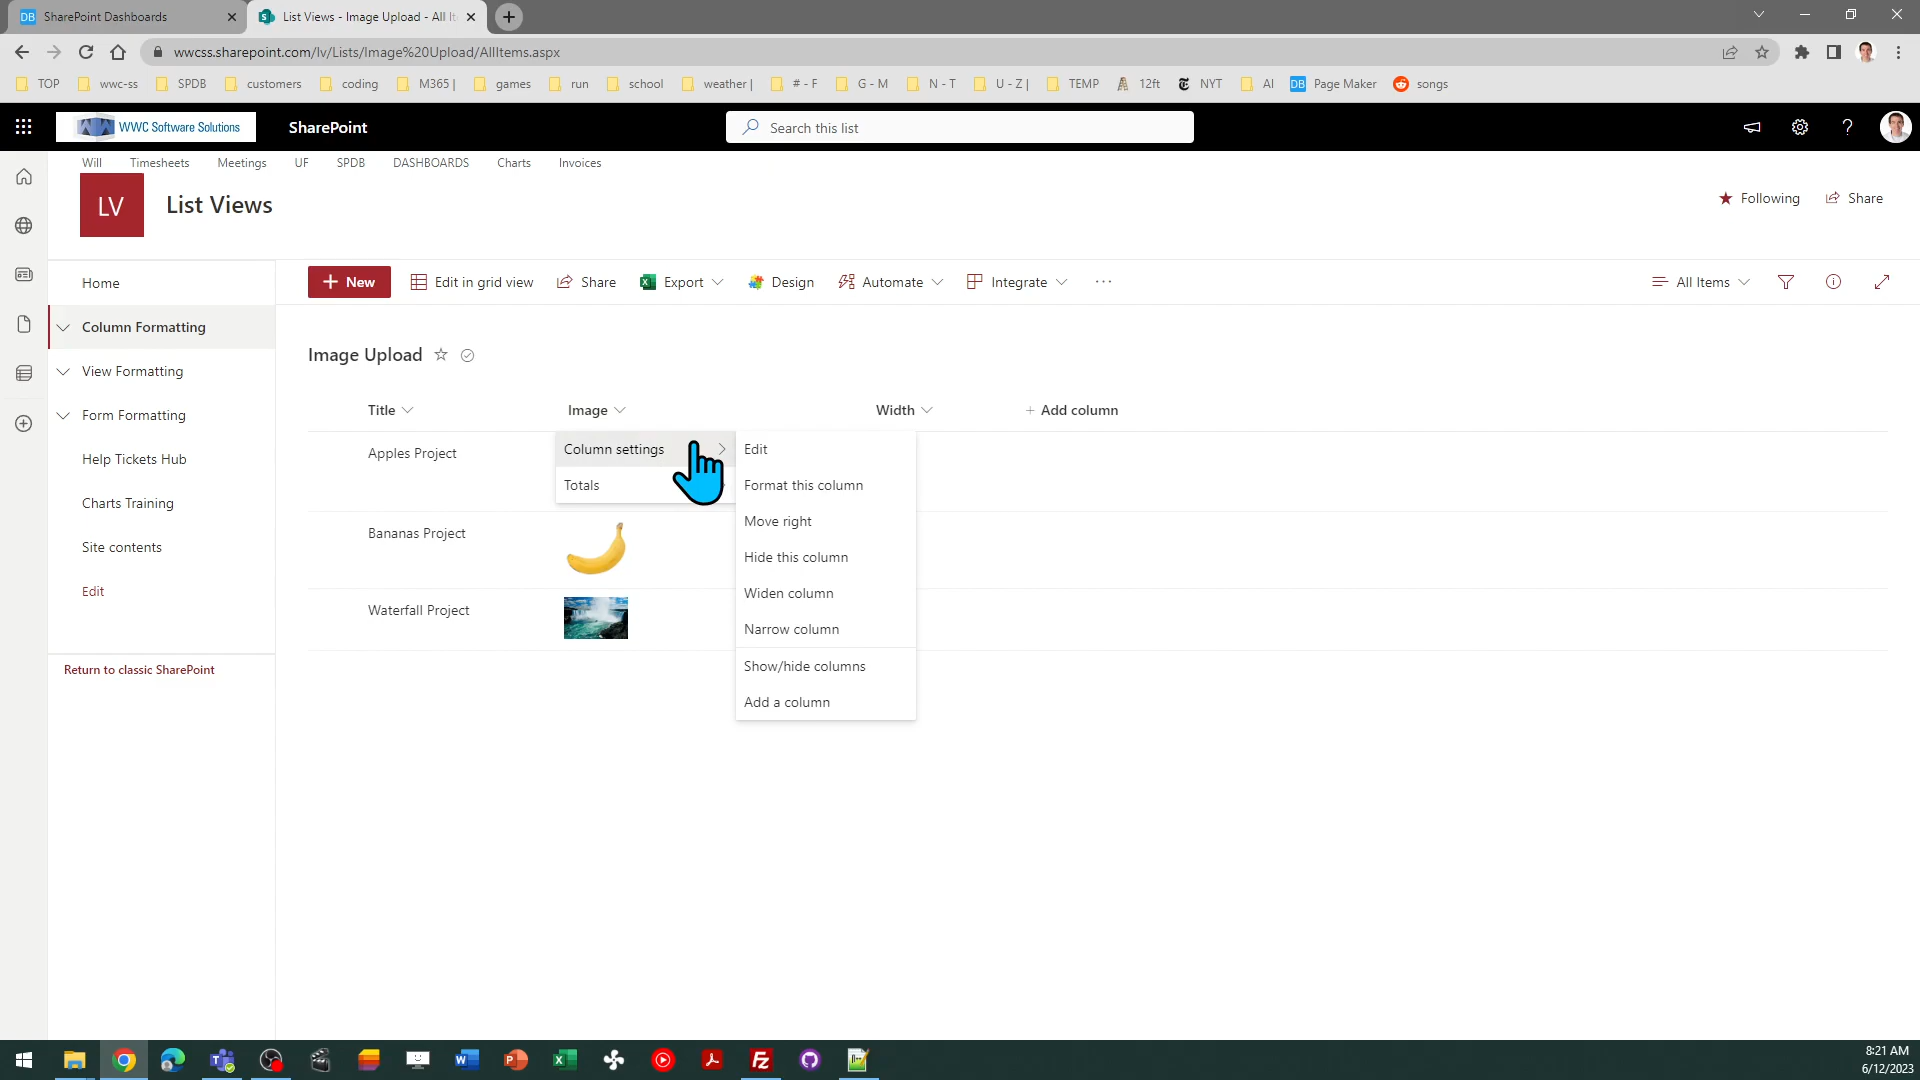 DB SharePoint Dashboards
S List Views - Image Upload - All It
wwcss.sharepoint.com/lv/Lists/Image%20Upload/AllItems.aspx
TOP wwc-ss SPDB customers coding M365 | games run school weather | # - F G - M N - T U - Z | TEMP 12ft NYT AI DB Page Maker songs
WWC Software Solutions SharePoint Search this list ?
Will Timesheets Meetings UF SPDB DASHBOARDS Charts Invoices
LV List Views
Following Share
Home
Column Formatting
View Formatting
Form Formatting
Help Tickets Hub
Charts Training
Site contents
Edit
Return to classic SharePoint
+ New Edit in grid view Share Export Design Automate Integrate ... All Items
Image Upload
Title Image Width + Add column
Apples Project
Bananas Project
Waterfall Project
Column settings
Totals
Edit
Format this column
Move right
Hide this column
Widen column
Narrow column
Show/hide columns
Add a column
8:21 AM
6/12/2023